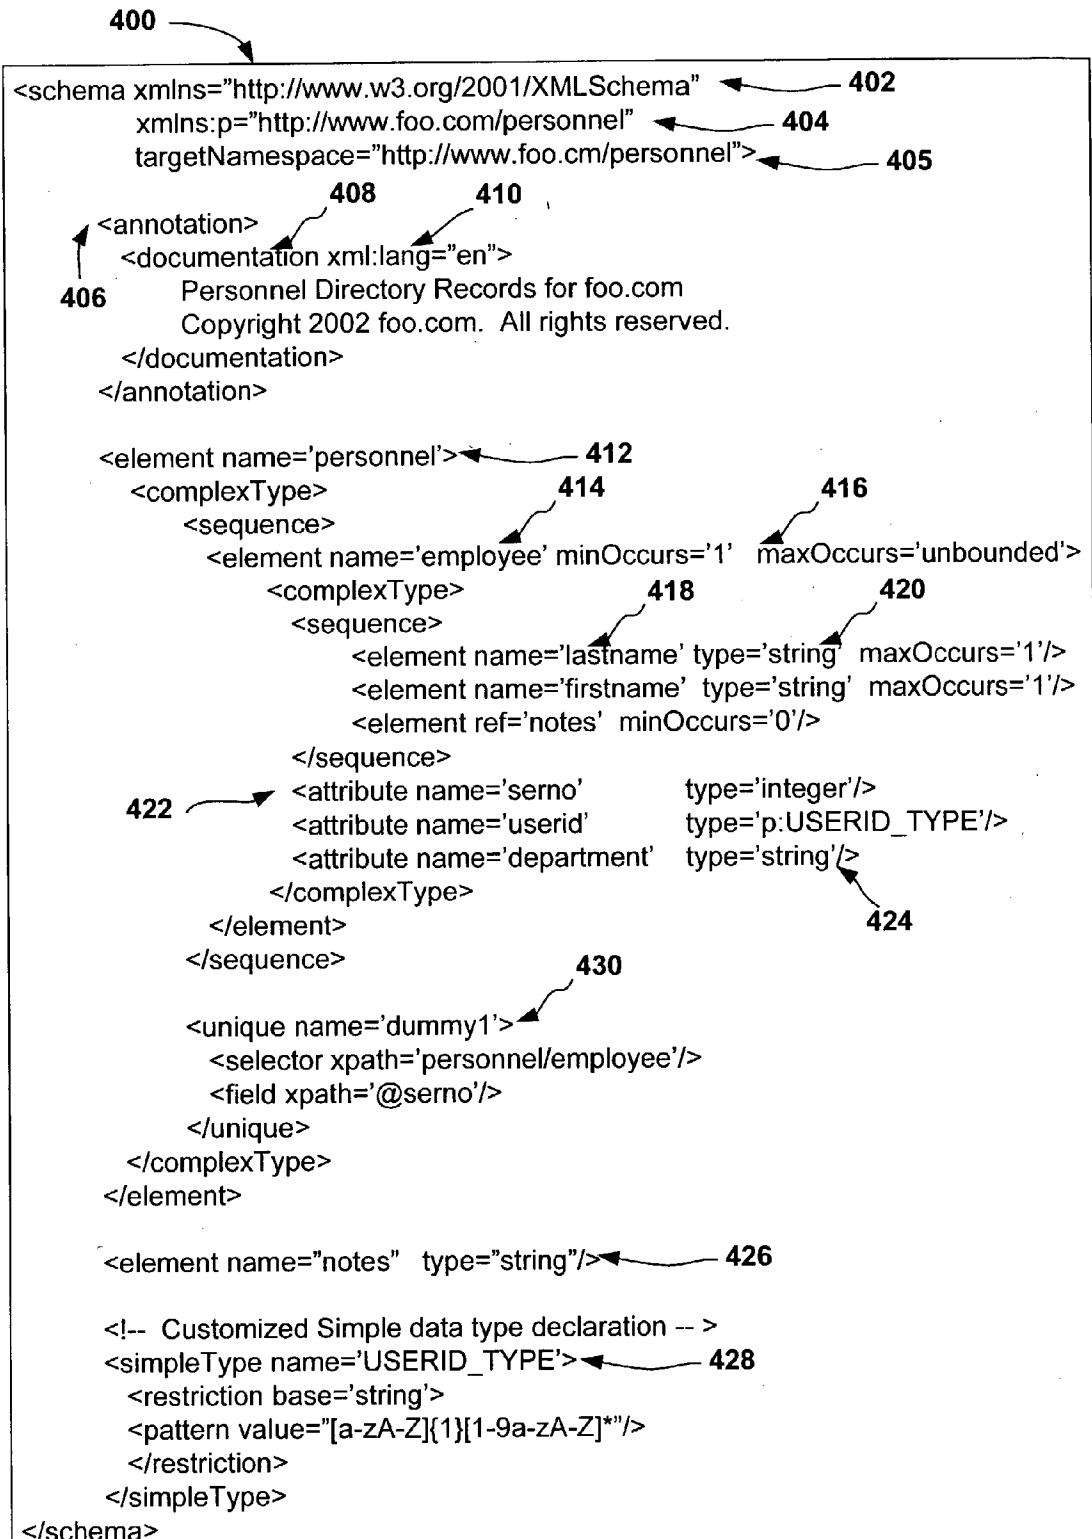 400
<schema xmlns=”http://www.w3.org/2001/XMLSchema” 402
xmlns:p=”http://www.foo.com/personnel” 404
targetNamespace=”http://www.foo.cm/personnel”> 405
408 410
<annotation>
<documentation xml:lang=”en”>
406 Personnel Directory Records for foo.com
Copyright 2002 foo.com. All rights reserved.
</documentation>
</annotation>
<element name=’personnel’> 412
<complexType> 414 416
<sequence>
<element name=’employee’ minOccurs=’1’ maxOccurs=’unbounded’>
<complexType> 418 420
<sequence>
<element name=’lastname’ type=’string’ maxOccurs=’1’/>
<element name=’firstname’ type=’string’ maxOccurs=’1’/>
<element ref=’notes’ minOccurs=’0’/>
</sequence>
422 <attribute name=’serno’ type=’integer’/>
<attribute name=’userid’ type=’p:USERID_TYPE’/>
<attribute name=’department’ type=’string’/>
</complexType>
</element> 424
</sequence> 430
<unique name=’dummy1’>
<selector xpath=’personnel/employee’/>
<field xpath=’@serno’/>
</unique>
</complexType>
</element>
<element name=”notes” type=”string”/> 426
<!-- Customized Simple data type declaration -- >
<simpleType name=’USERID_TYPE’> 428
<restriction base=’string’>
<pattern value=”[a-zA-Z]{1}[1-9a-zA-Z]*”/>
</restriction>
</simpleType>
</schema>